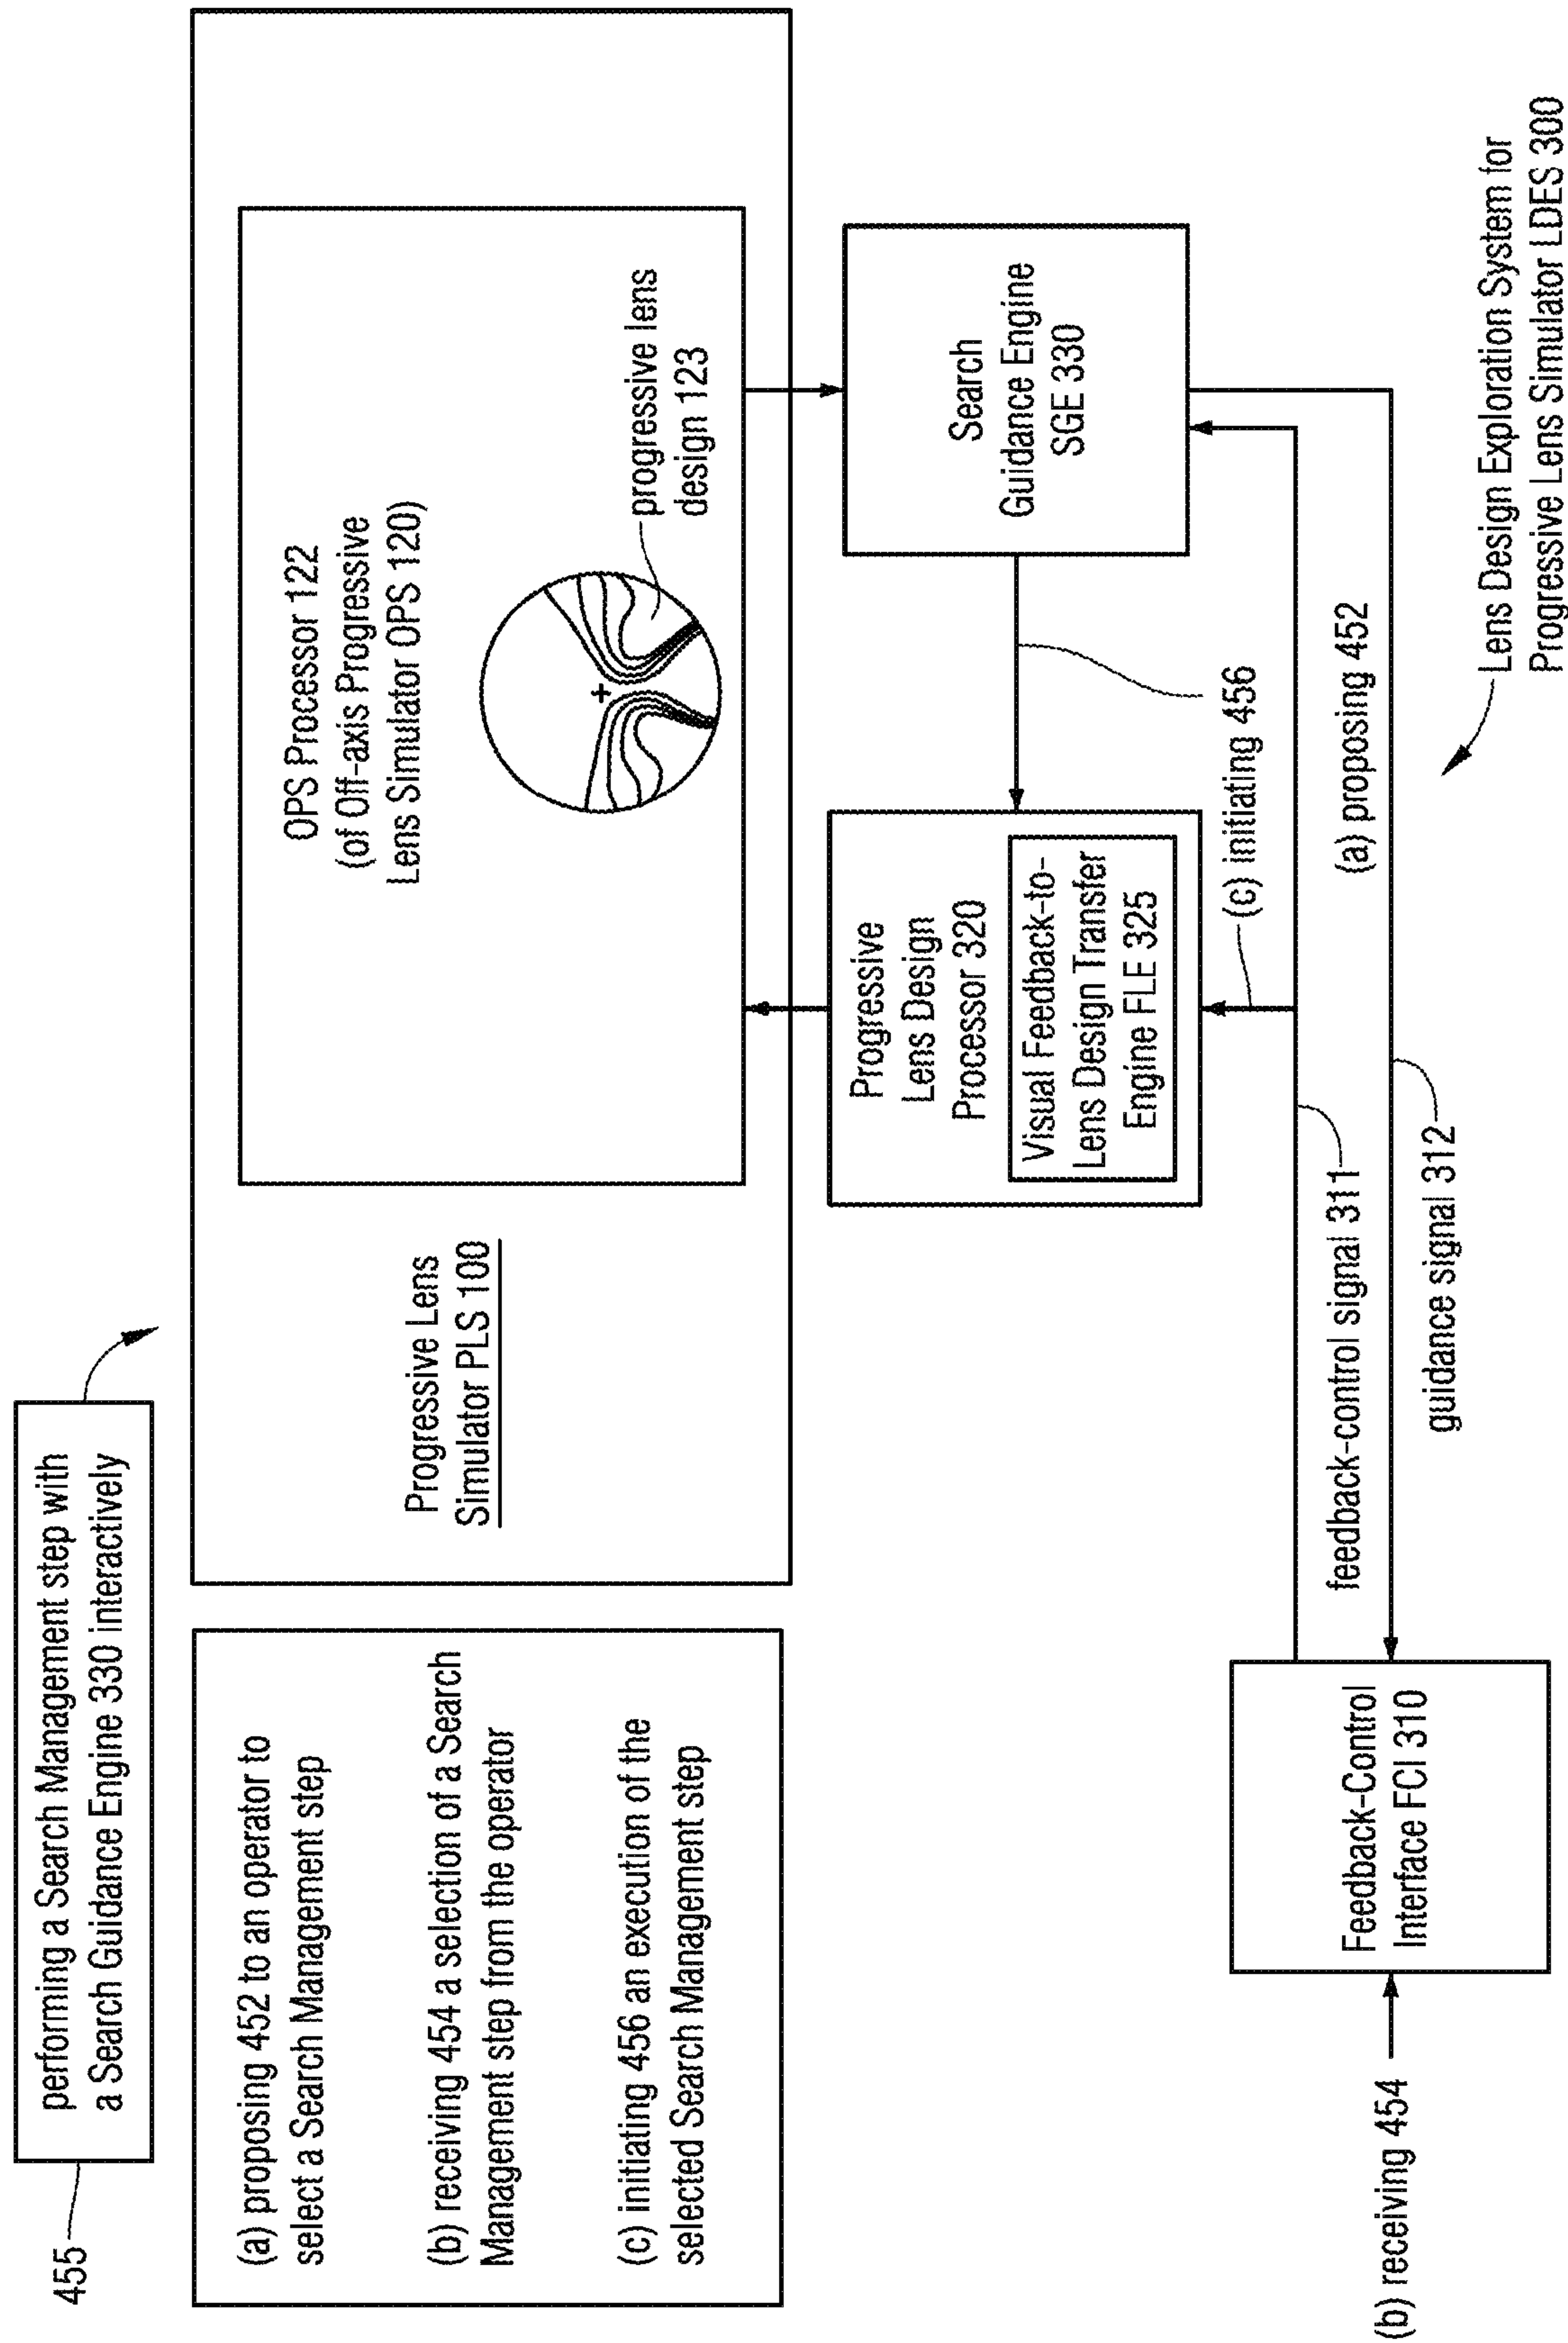 455
performing a Search Management step with
a Search Guidance Engine 330 interactively
(a) proposing 452 to an operator to
select a Search Management step
(b) receiving 454 a selection of a Search
Management step from the operator
(c) initiating 456 an execution of the
selected Search Management step
Progressive Lens
Simulator PLS 100
OPS Processor 122
(of Off-axis Progressive
Lens Simulator OPS 120)
progressive lens
design 123
Progressive
Lens Design
Processor 320
Visual Feedback-to-
Lens Design Transfer
Engine FLE 325
Search
Guidance Engine
SGE 330
(c) initiating 456
feedback-control signal 311
(a) proposing 452
guidance signal 312
(b) receiving 454
Feedback-Control
Interface FCI 310
Lens Design Exploration System for
Progressive Lens Simulator LDES 300